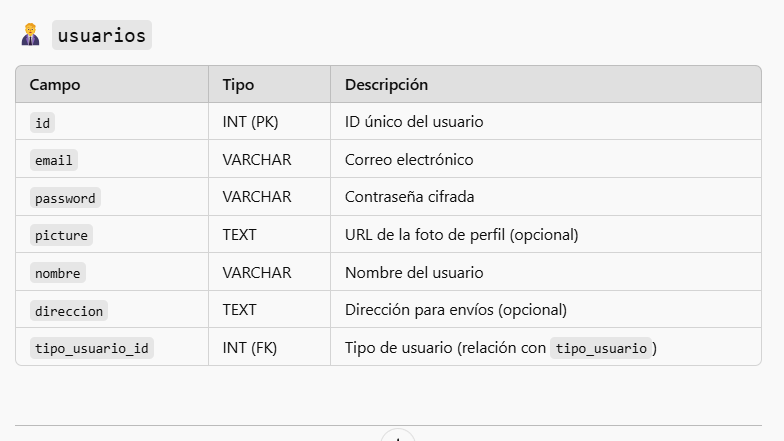 usuarios
Campo Tipo Descripción
id INT (PK) ID único del usuario
email VARCHAR Correo electrónico
password VARCHAR Contraseña cifrada
picture TEXT URL de la foto de perfil (opcional)
nombre VARCHAR Nombre del usuario
direccion TEXT Dirección para envíos (opcional)
tipo_usuario_id INT (FK) Tipo de usuario (relación con tipo_usuario)